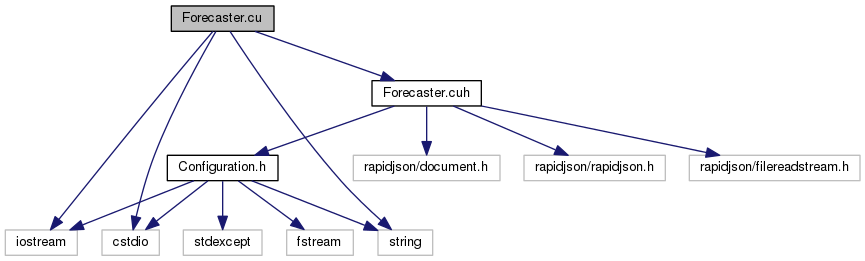 Forecaster.cu
Forecaster.cuh
Configuration.h
rapidjson/document.h
rapidjson/rapidjson.h
rapidjson/filereadstream.h
iostream
cstdio
stdexcept
fstream
string